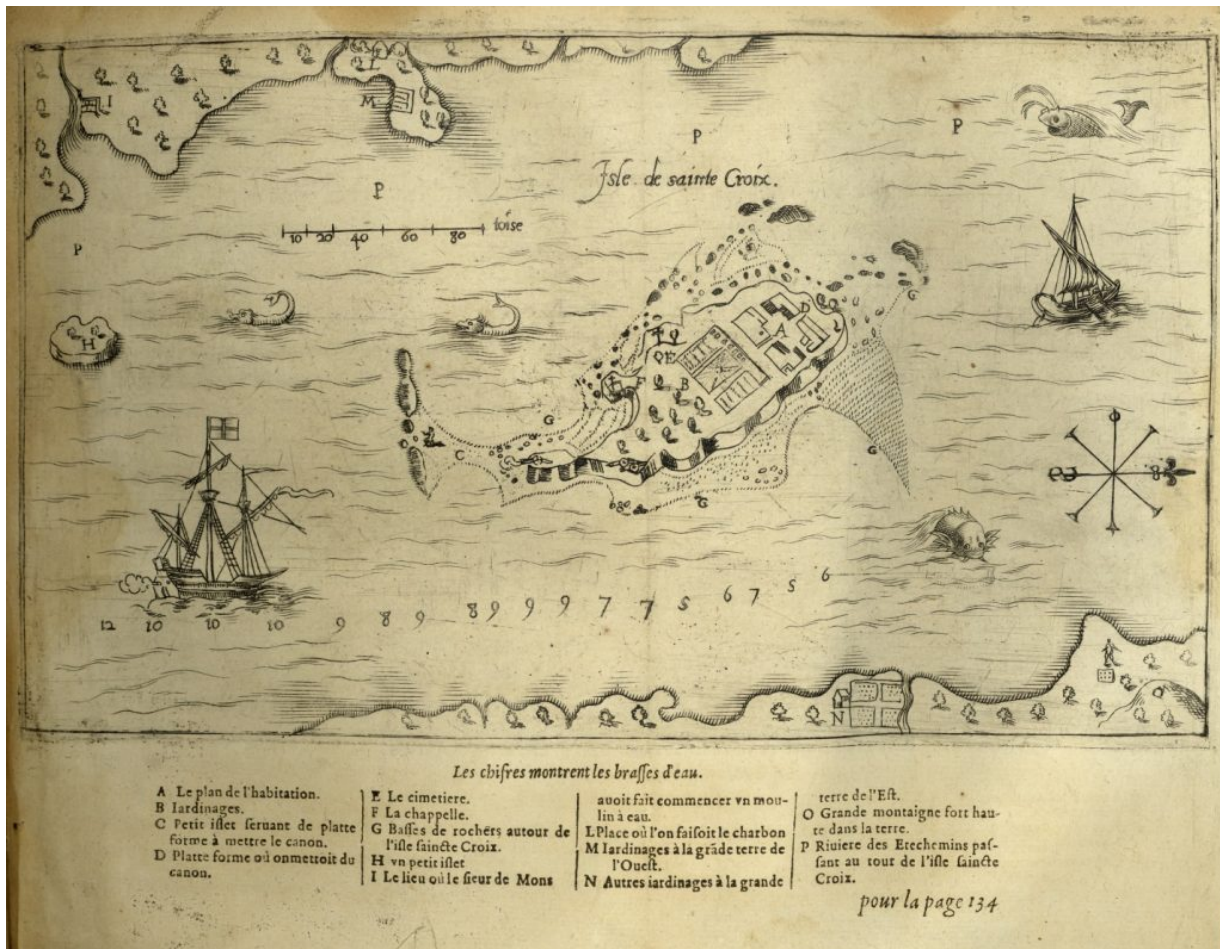 I
L
M
P
P
Isle de sainte Croix.
P
10 20 40 60 80 toise
P
H
A
D
G
Q E
F
B
G
C
G
G
8
12 10 10 10 9 8 9 8 9 9 9 7 7 5 6 7 5 6
N
O
Les chifres montrent les brasses d'eau.
A Le plan de l'habitation.
B Iardinages.
C Petit islet seruant de platte
forme à mettre le canon.
D Platte forme où onmettoit du
canon.
E Le cimetiere.
F La chappelle.
G Basses de rochers autour de
l'isle saincte Croix.
H vn petit islet
I Le lieu où le sieur de Mons
auoit fait commencer vn mou-
lin à eau.
L Place où l'on faisoit le charbon
M Iardinages à la grãde terre de
l'Ouest.
N Autres iardinages à la grande
terre de l'Est.
O Grande montaigne fort hau-
te dans la terre.
P Riuiere des Etechemins pas-
sant au tour de l'isle saincte
Croix.
pour la page 134